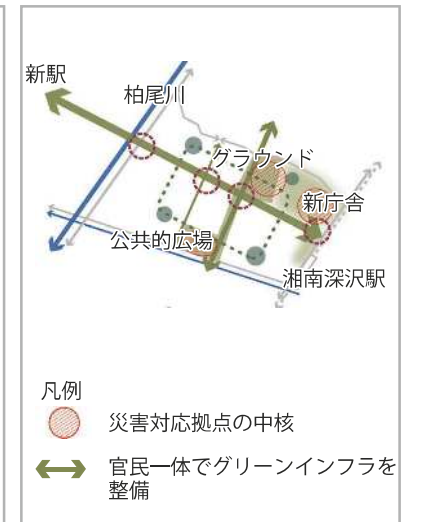 新駅
柏尾川
グラウンド
新庁舎
公共的広場
湘南深沢駅
凡例
災害対応拠点の中核
官民一体でグリーンインフラを
整備